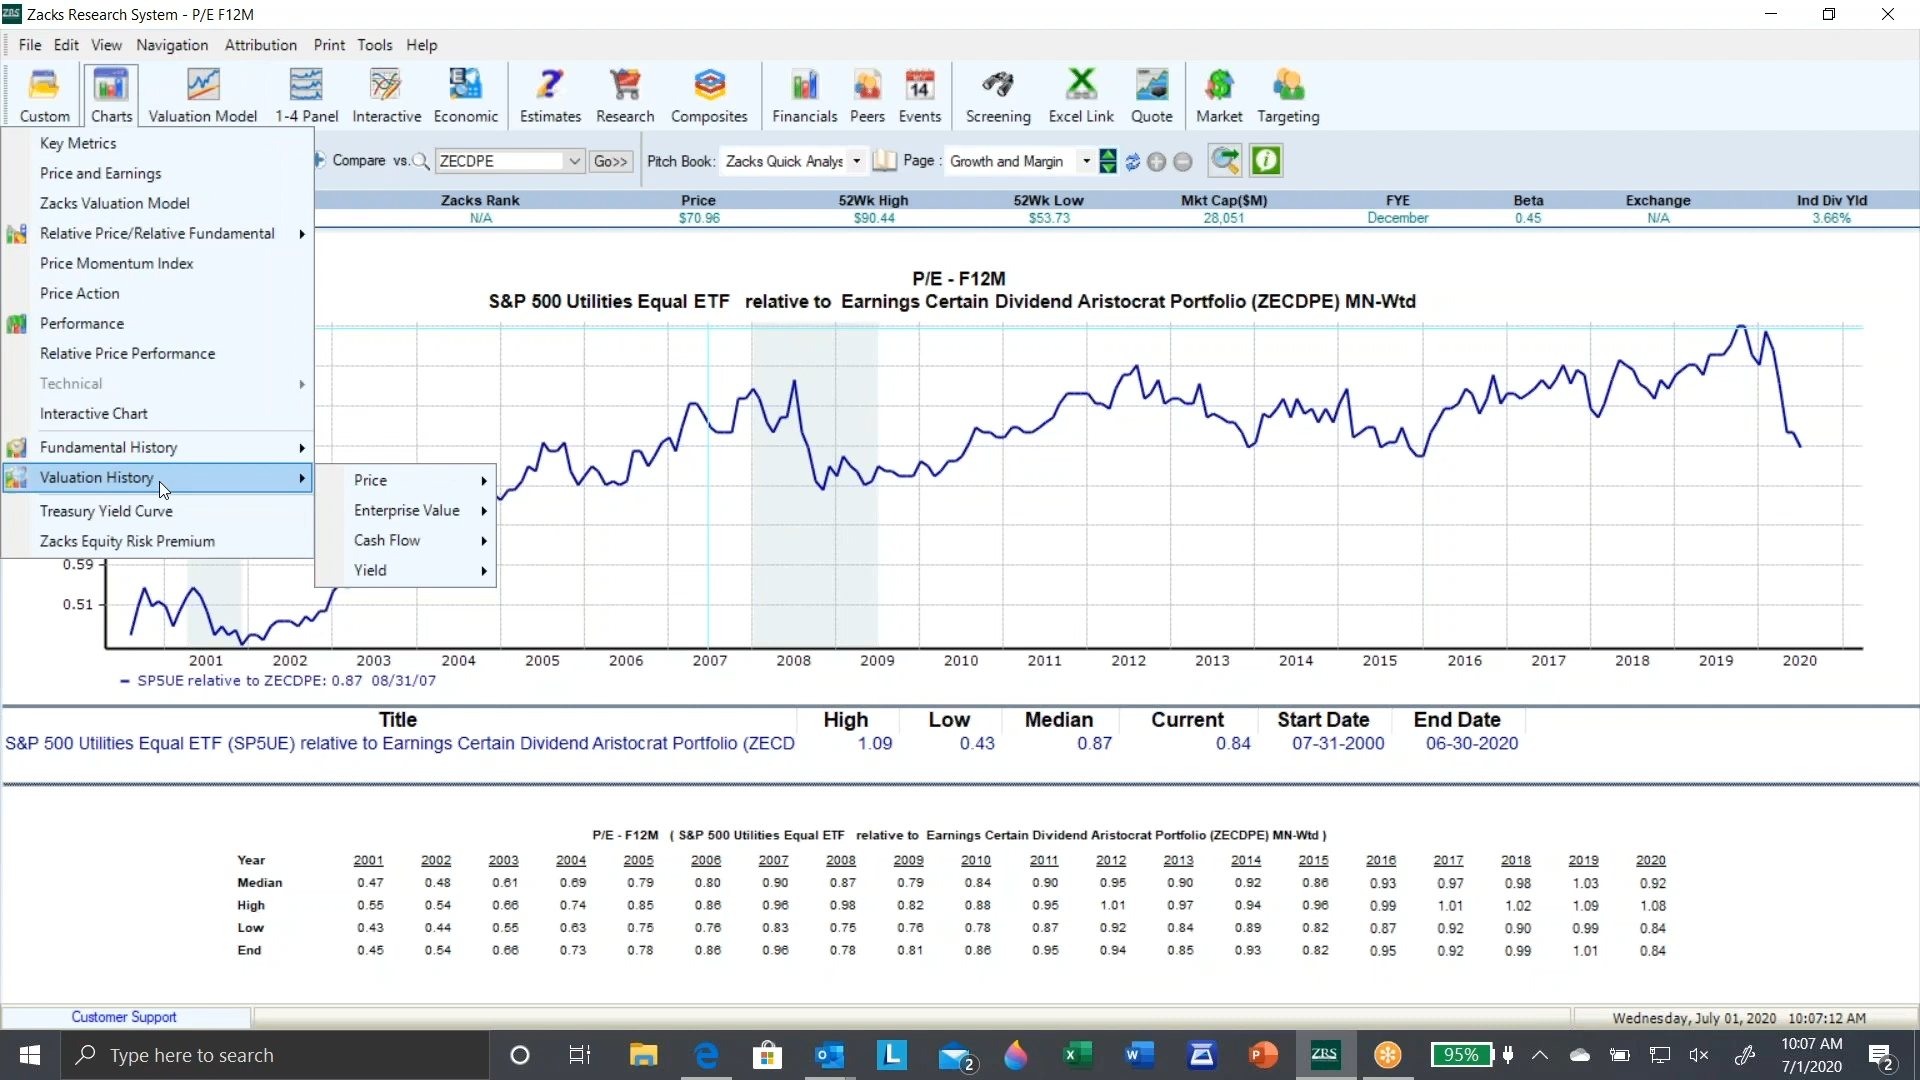 ZRS Zacks Research System - P/E F12M
File Edit View Navigation Attribution Print Tools Help
Custom Charts Valuation Model 1-4 Panel Interactive Economic Estimates Research Composites Financials Peers Events Screening Excel Link Quote Market Targeting
14
Key Metrics
Price and Earnings
Zacks Valuation Model
Relative Price/Relative Fundamental
Price Momentum Index
Price Action
Performance
Relative Price Performance
Technical
Interactive Chart
Fundamental History
Valuation History
Treasury Yield Curve
Zacks Equity Risk Premium
Price
Enterprise Value
Cash Flow
Yield
Compare vs. ZECDPE Go>> Pitch Book: Zacks Quick Analys Page : Growth and Margin
Zacks Rank Price 52Wk High 52Wk Low Mkt Cap($M) FYE Beta Exchange Ind Div Yld
N/A $70.96 $90.44 $53.73 28,051 December 0.45 N/A 3.66%
P/E - F12M
S&P 500 Utilities Equal ETF relative to Earnings Certain Dividend Aristocrat Portfolio (ZECDPE) MN-Wtd
0.59
0.51
2001 2002 2003 2004 2005 2006 2007 2008 2009 2010 2011 2012 2013 2014 2015 2016 2017 2018 2019 2020
SP5UE relative to ZECDPE: 0.87 08/31/07
Title High Low Median Current Start Date End Date
S&P 500 Utilities Equal ETF (SP5UE) relative to Earnings Certain Dividend Aristocrat Portfolio (ZECD 1.09 0.43 0.87 0.84 07-31-2000 06-30-2020
P/E - F12M ( S&P 500 Utilities Equal ETF relative to Earnings Certain Dividend Aristocrat Portfolio (ZECDPE) MN-Wtd )
Year 2001 2002 2003 2004 2005 2006 2007 2008 2009 2010 2011 2012 2013 2014 2015 2016 2017 2018 2019 2020
Median 0.47 0.48 0.61 0.69 0.79 0.80 0.90 0.87 0.79 0.84 0.90 0.95 0.90 0.92 0.86 0.93 0.97 0.98 1.03 0.92
High 0.55 0.54 0.66 0.74 0.85 0.86 0.96 0.98 0.82 0.88 0.95 1.01 0.97 0.94 0.96 0.99 1.01 1.02 1.09 1.08
Low 0.43 0.44 0.55 0.63 0.75 0.76 0.83 0.75 0.76 0.78 0.87 0.92 0.84 0.89 0.82 0.87 0.92 0.90 0.99 0.84
End 0.45 0.54 0.66 0.73 0.78 0.86 0.96 0.78 0.81 0.86 0.95 0.94 0.85 0.93 0.82 0.95 0.92 0.99 1.01 0.84
Customer Support Wednesday, July 01, 2020 10:07:12 AM
Type here to search L 2 ZRS 95% 10:07 AM
7/1/2020 2